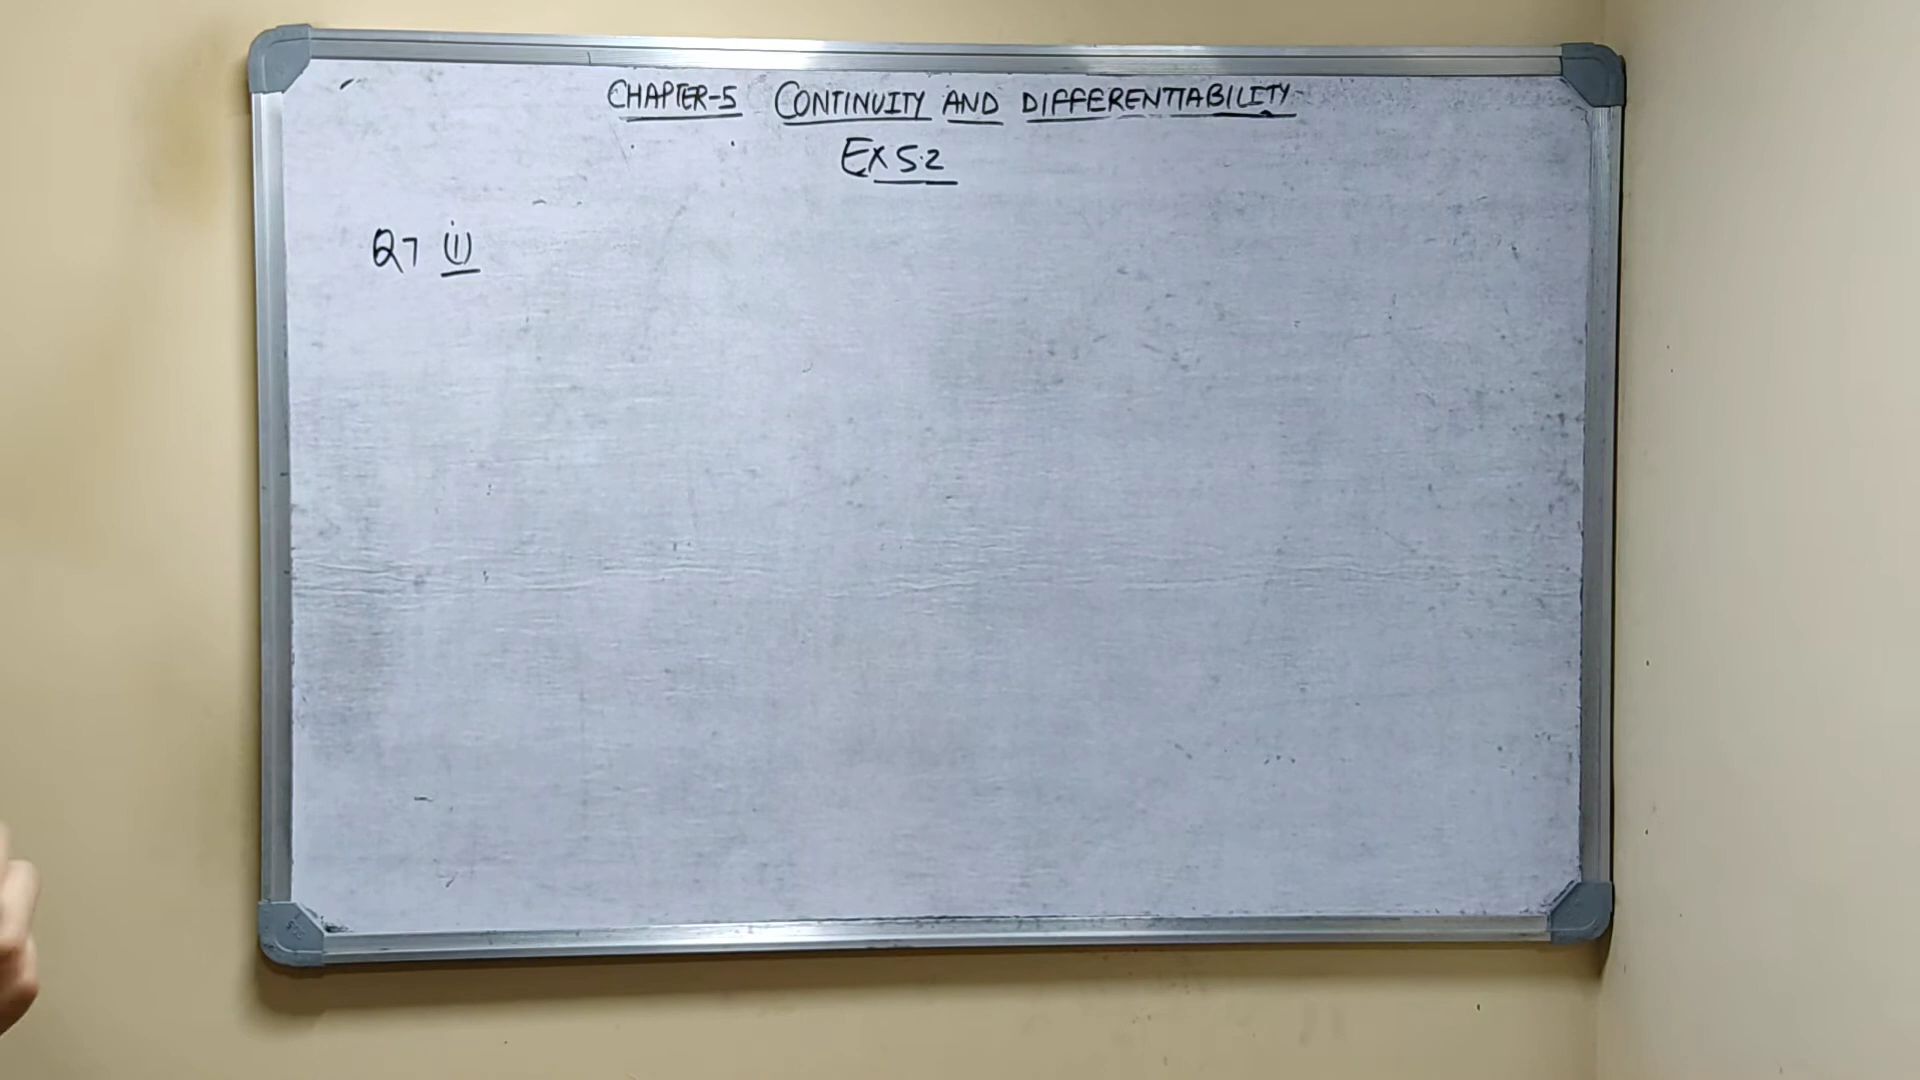 CHAPTER-5 CONTINUITY AND DIFFERENTIABILITY
Ex 5.2
Q7 (i)